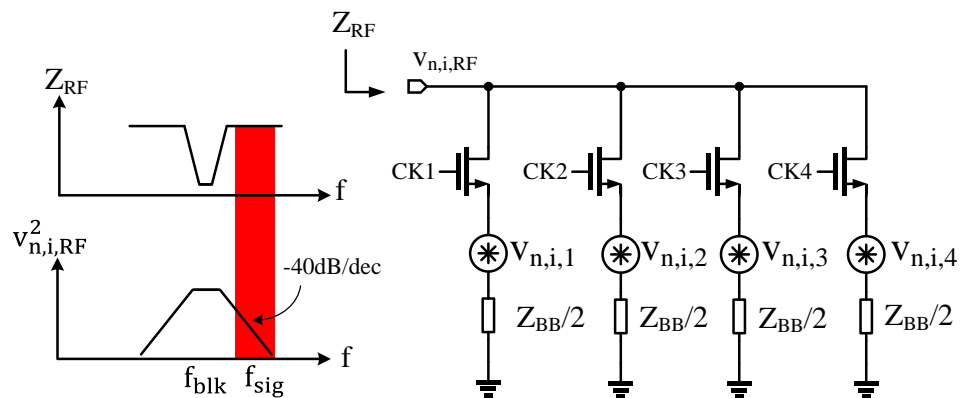 Z_RF
f
v²_n,i,RF
-40dB/dec
f
f_blk
f_sig
Z_RF
v_n,i,RF
CK1
CK2
CK3
CK4
v_n,i,1
v_n,i,2
v_n,i,3
v_n,i,4
Z_BB/2
Z_BB/2
Z_BB/2
Z_BB/2